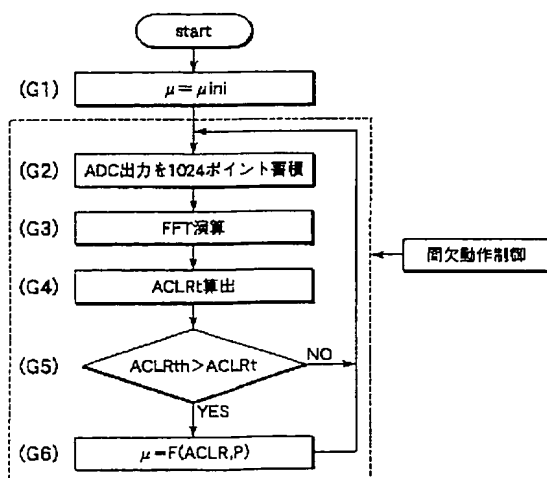 start
(G1)
μ=μini
(G2)
ADC出力を1024ポイント蓄積
(G3)
FFT演算
間欠動作制御
(G4)
ACLRt算出
(G5)
ACLRth>ACLRt
NO
YES
(G6)
μ=F(ACLR,P)